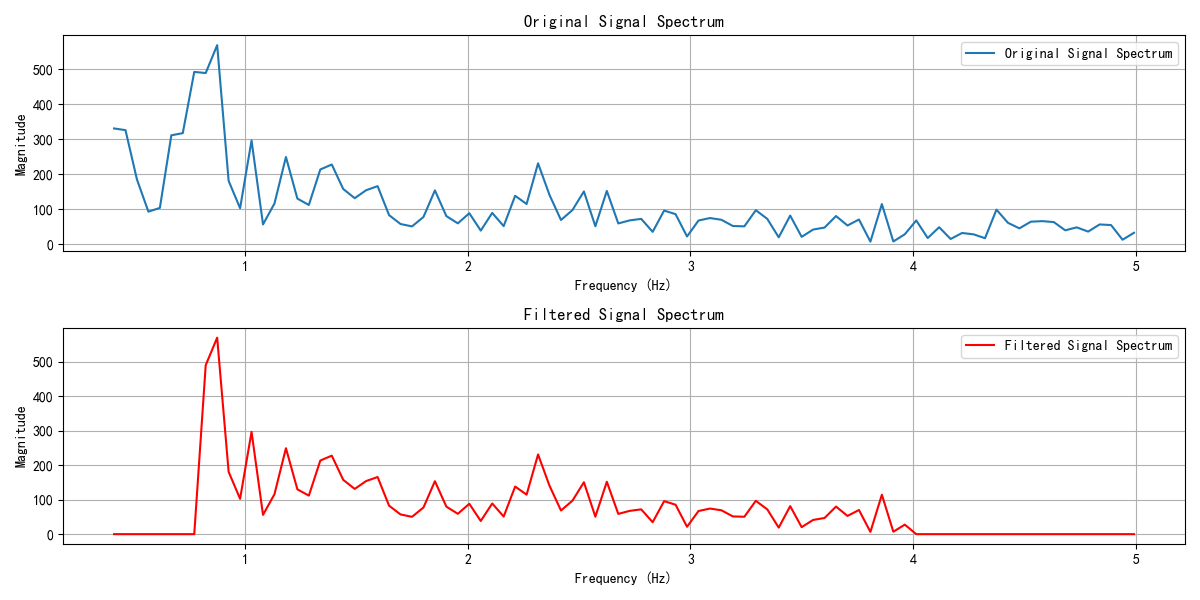 Original Signal Spectrum
Original Signal Spectrum
Magnitude
500
400
300
200
100
0
1 2 3 4 5
Frequency (Hz)
Filtered Signal Spectrum
Filtered Signal Spectrum
Magnitude
500
400
300
200
100
0
1 2 3 4 5
Frequency (Hz)